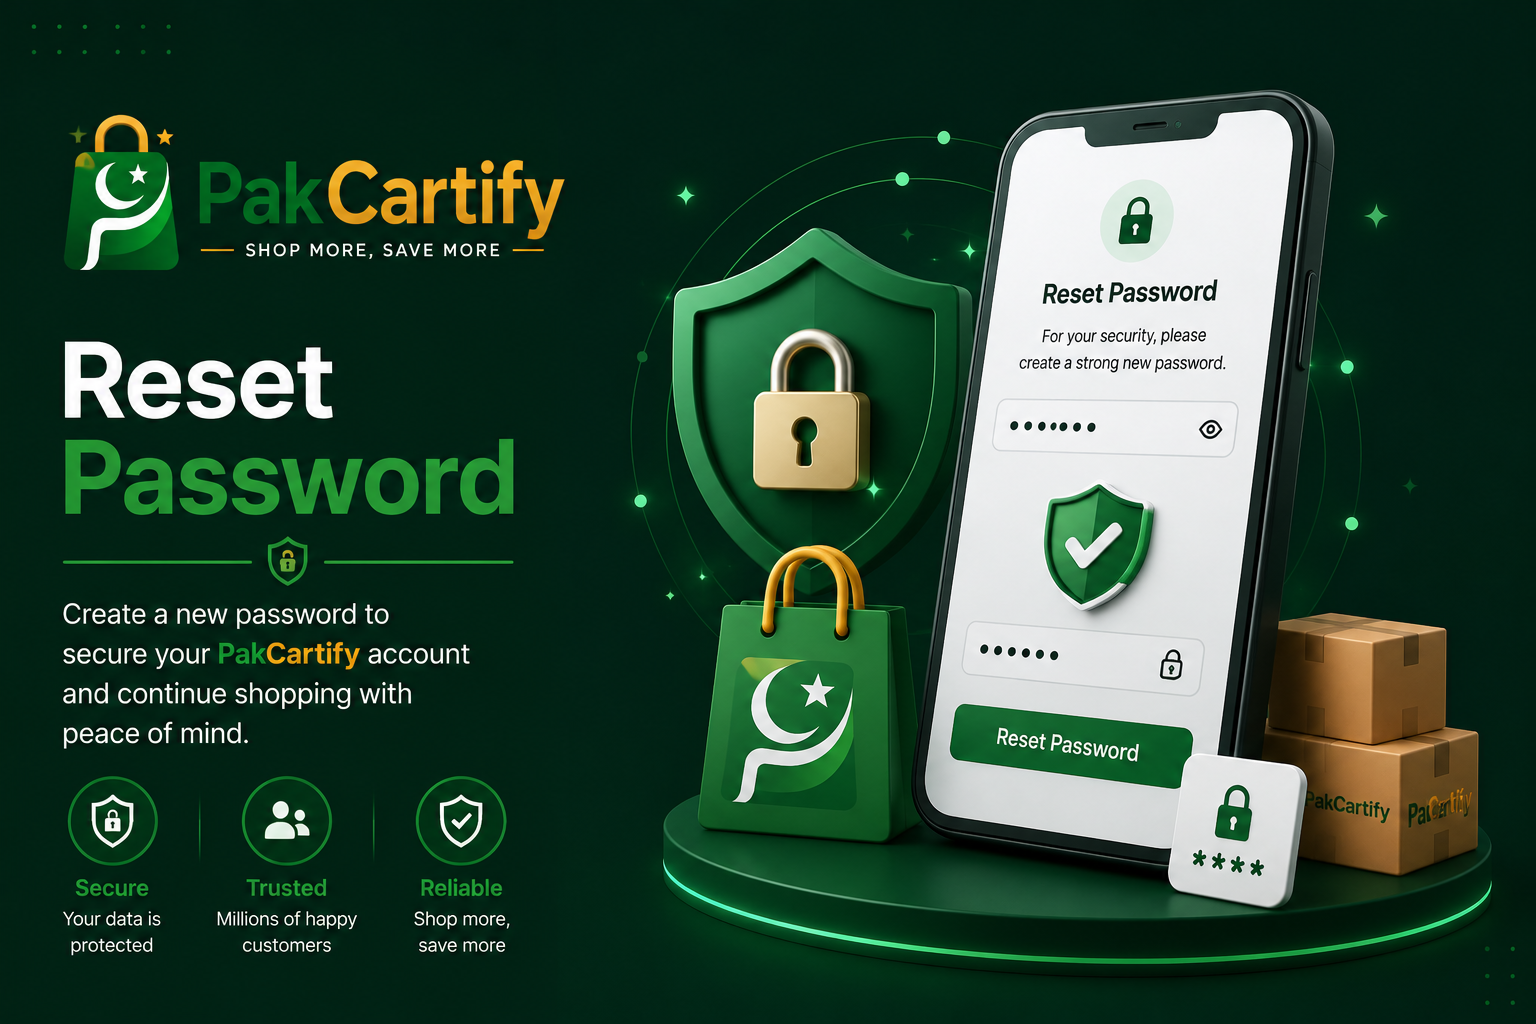 PakCartify
SHOP MORE, SAVE MORE
Reset
Password
Create a new password to
secure your PakCartify account
and continue shopping with
peace of mind.
Secure
Your data is
protected
Trusted
Millions of happy
customers
Reliable
Shop more,
save more
Reset Password
For your security, please
create a strong new password.
Reset Password
****
PakCartify